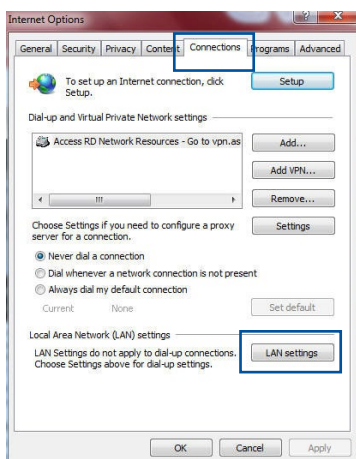 Internet Options
General Security Privacy Content Connections Programs Advanced
To set up an Internet connection, click
Setup.
Setup
Dial-up and Virtual Private Network settings
Access RD Network Resources - Go to vpn.as
Add...
Add VPN...
Remove...
Choose Settings if you need to configure a proxy
server for a connection.
Settings
Never dial a connection
Dial whenever a network connection is not present
Always dial my default connection
Current None
Set default
Local Area Network (LAN) settings
LAN Settings do not apply to dial-up connections.
Choose Settings above for dial-up settings.
LAN settings
OK Cancel Apply